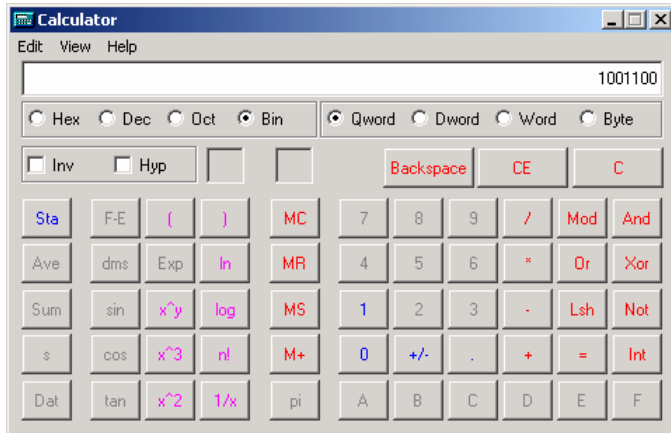 Calculator
Edit View Help
1001100
Hex Dec Oct Bin Qword Dword Word Byte
Inv Hyp Backspace CE C
Sta F-E ( ) MC 7 8 9 / Mod And
Ave dms Exp ln MR 4 5 6 * Or Xor
Sum sin x^y log MS 1 2 3 - Lsh Not
s cos x^3 n! M+ 0 +/- . + = Int
Dat tan x^2 1/x pi A B C D E F